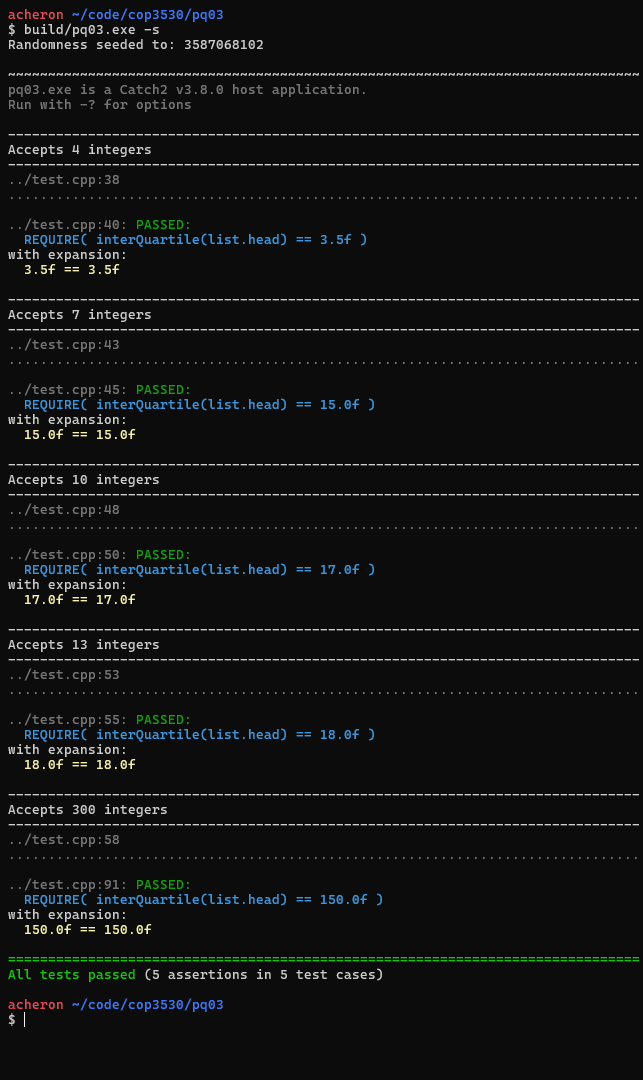 acheron ~/code/cop3530/pq03
$ build/pq03.exe -s
Randomness seeded to: 3587068102
~~~~~~~~~~~~~~~~~~~~~~~~~~~~~~~~~~~~~~~~~~~~~~~~~~~~~~~~~~~~~~~~~~~~~~~~~~~~~~~
pq03.exe is a Catch2 v3.8.0 host application.
Run with -? for options
-------------------------------------------------------------------------------
Accepts 4 integers
-------------------------------------------------------------------------------
../test.cpp:38
...............................................................................
../test.cpp:40: PASSED:
  REQUIRE( interQuartile(list.head) == 3.5f )
with expansion:
  3.5f == 3.5f
-------------------------------------------------------------------------------
Accepts 7 integers
-------------------------------------------------------------------------------
../test.cpp:43
...............................................................................
../test.cpp:45: PASSED:
  REQUIRE( interQuartile(list.head) == 15.0f )
with expansion:
  15.0f == 15.0f
-------------------------------------------------------------------------------
Accepts 10 integers
-------------------------------------------------------------------------------
../test.cpp:48
...............................................................................
../test.cpp:50: PASSED:
  REQUIRE( interQuartile(list.head) == 17.0f )
with expansion:
  17.0f == 17.0f
-------------------------------------------------------------------------------
Accepts 13 integers
-------------------------------------------------------------------------------
../test.cpp:53
...............................................................................
../test.cpp:55: PASSED:
  REQUIRE( interQuartile(list.head) == 18.0f )
with expansion:
  18.0f == 18.0f
-------------------------------------------------------------------------------
Accepts 300 integers
-------------------------------------------------------------------------------
../test.cpp:58
...............................................................................
../test.cpp:91: PASSED:
  REQUIRE( interQuartile(list.head) == 150.0f )
with expansion:
  150.0f == 150.0f
===============================================================================
All tests passed (5 assertions in 5 test cases)
acheron ~/code/cop3530/pq03
$